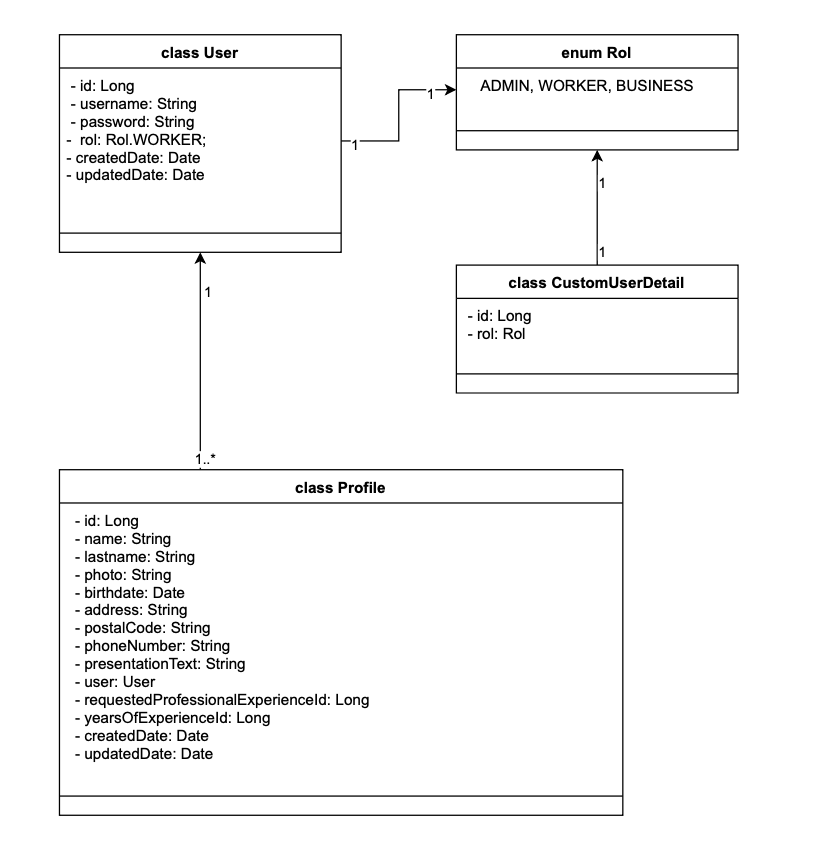 class User
- id: Long
- username: String
- password: String
- rol: Rol.WORKER;
- createdDate: Date
- updatedDate: Date
1
1
enum Rol
ADMIN, WORKER, BUSINESS
1
1
class CustomUserDetail
- id: Long
- rol: Rol
1
1..*
class Profile
- id: Long
- name: String
- lastname: String
- photo: String
- birthdate: Date
- address: String
- postalCode: String
- phoneNumber: String
- presentationText: String
- user: User
- requestedProfessionalExperienceId: Long
- yearsOfExperienceId: Long
- createdDate: Date
- updatedDate: Date